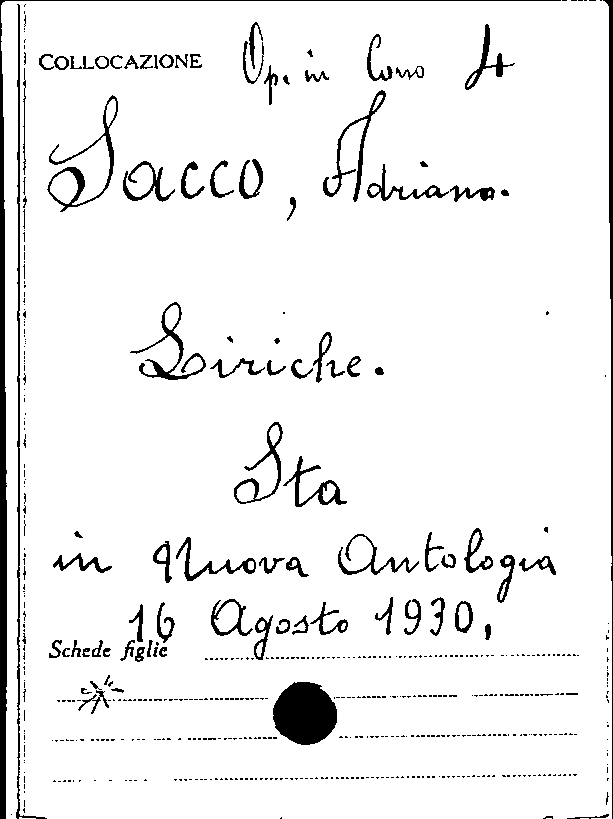 COLLOCAZIONE Op. in Corso 4
Sacco, Adriano.
Liriche.
Sta
in Nuova Antologia
16 Agosto 1930,
Schede figlie